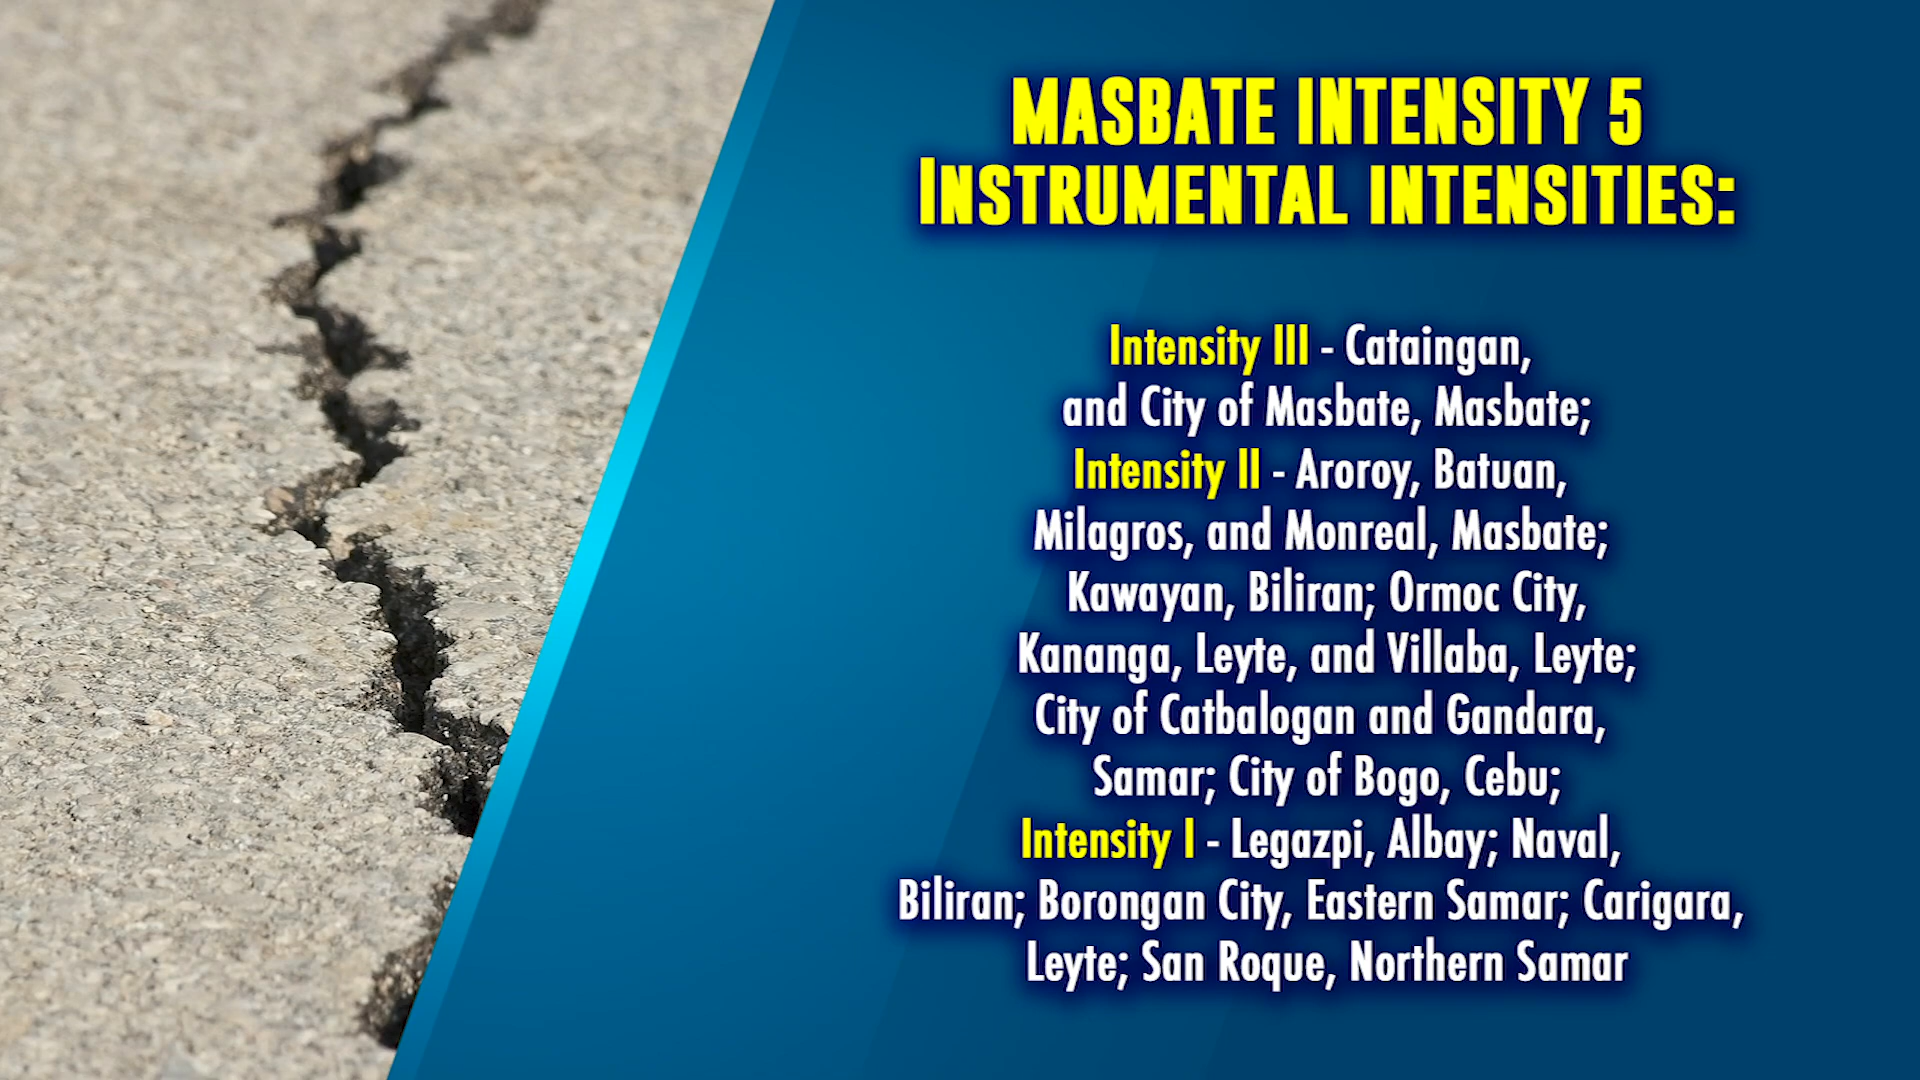 MASBATE INTENSITY 5
INSTRUMENTAL INTENSITIES:
Intensity III - Cataingan,
and City of Masbate, Masbate;
Intensity II - Aroroy, Batuan,
Milagros, and Monreal, Masbate;
Kawayan, Biliran; Ormoc City,
Kananga, Leyte, and Villaba, Leyte;
City of Catbalogan and Gandara,
Samar; City of Bogo, Cebu;
Intensity I - Legazpi, Albay; Naval,
Biliran; Borongan City, Eastern Samar; Carigara,
Leyte; San Roque, Northern Samar